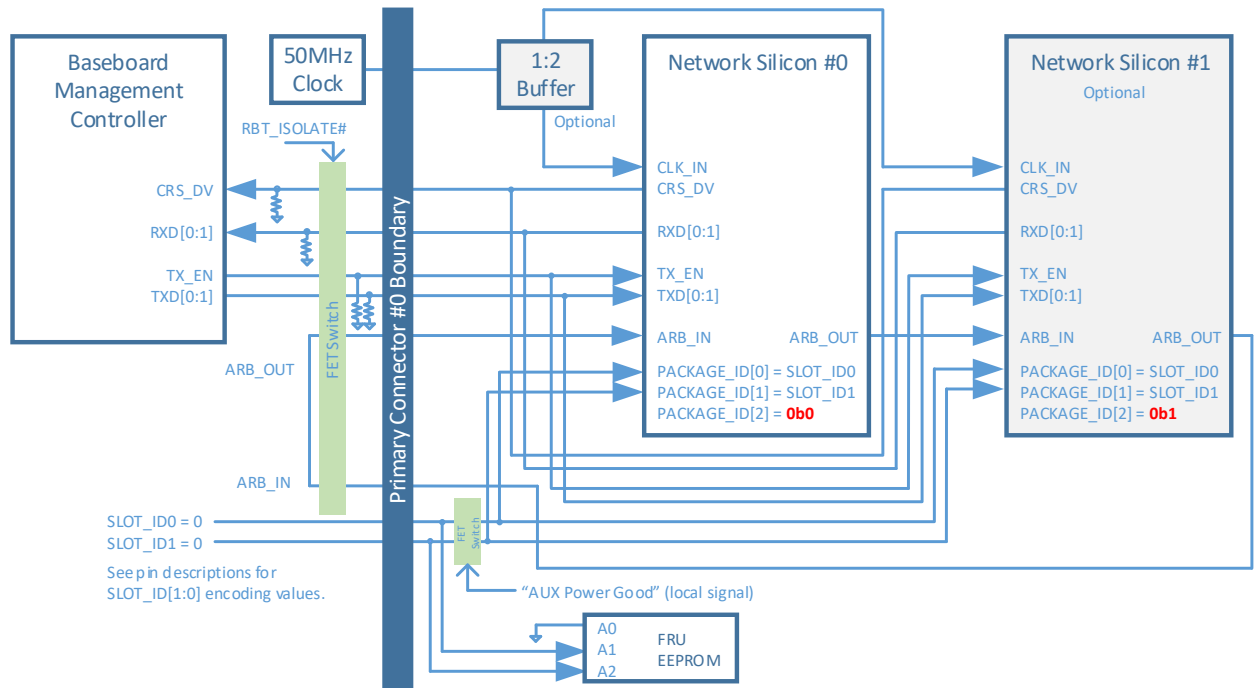 Baseboard
Management
Controller
50MHz
Clock
1:2
Buffer
Optional
Network Silicon #0
Network Silicon #1
Optional
RBT_ISOLATE#
FET Switch
Primary Connector #0 Boundary
CRS_DV
RXD[0:1]
TX_EN
TXD[0:1]
ARB_OUT
ARB_IN
CLK_IN
CRS_DV
RXD[0:1]
TX_EN
TXD[0:1]
ARB_IN
ARB_OUT
PACKAGE_ID[0] = SLOT_ID0
PACKAGE_ID[1] = SLOT_ID1
PACKAGE_ID[2] = 0b0
CLK_IN
CRS_DV
RXD[0:1]
TX_EN
TXD[0:1]
ARB_IN
ARB_OUT
PACKAGE_ID[0] = SLOT_ID0
PACKAGE_ID[1] = SLOT_ID1
PACKAGE_ID[2] = 0b1
SLOT_ID0 = 0
SLOT_ID1 = 0
See pin descriptions for
SLOT_ID[1:0] encoding values.
FET
Switch
“AUX Power Good” (local signal)
A0
A1
A2
FRU
EEPROM